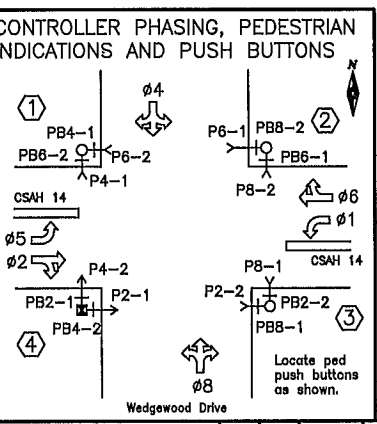 CONTROLLER PHASING, PEDESTRIAN
INDICATIONS AND PUSH BUTTONS
N
1
ø4
2
PB4-1
P6-1
PB8-2
PB6-2
P6-2
PB6-1
P4-1
P8-2
CSAH 14
ø6
ø1
ø5
ø2
CSAH 14
P4-2
P8-1
PB2-1
P2-1
P2-2
PB2-2
PB4-2
PB8-1
4
3
ø8
Locate ped
push buttons
as shown.
Wedgewood Drive